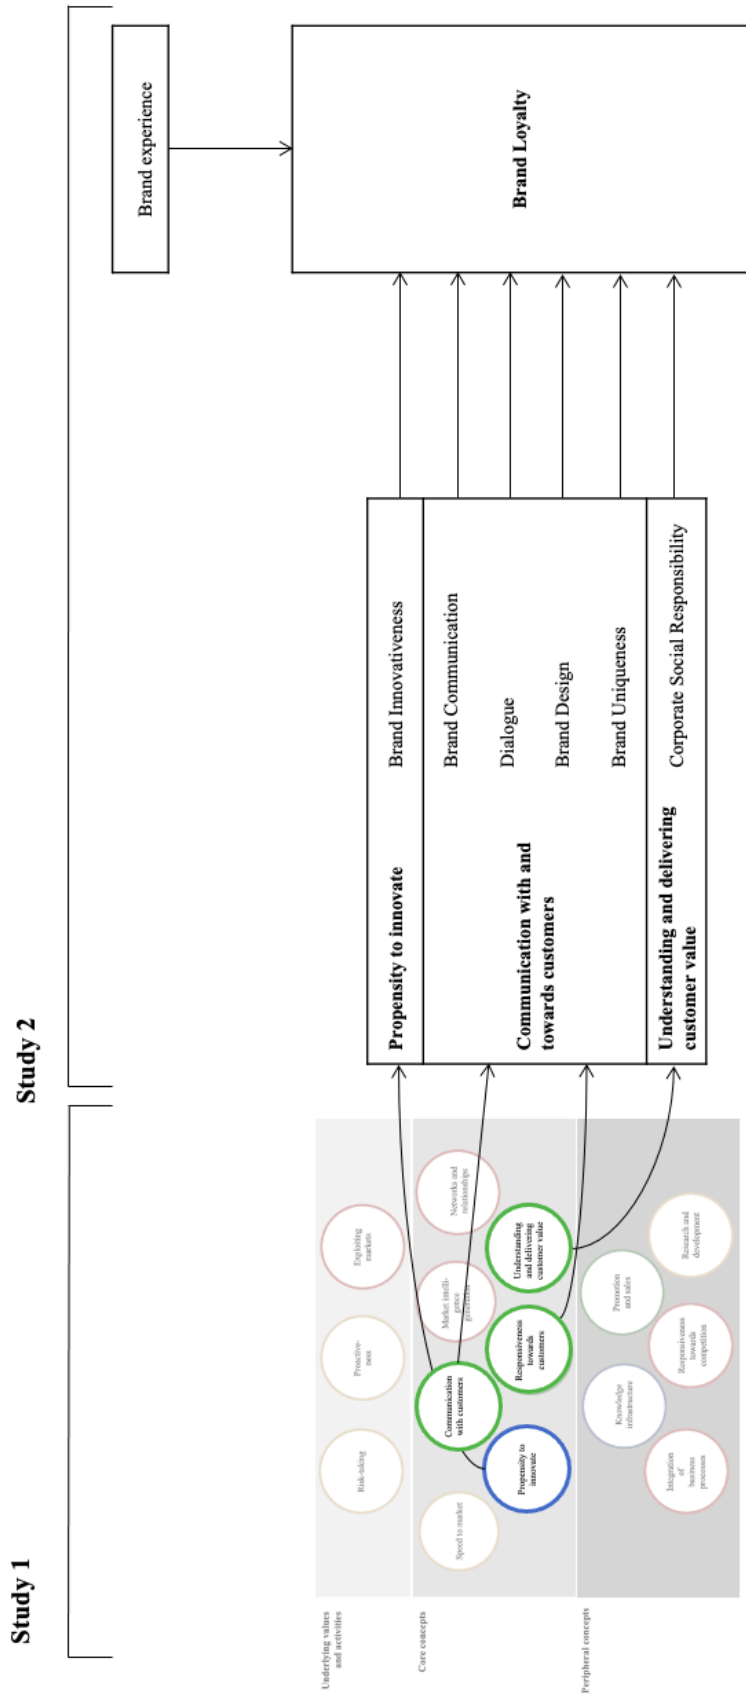 Study 1
Study 2
Underlying values
and activities
Risk-taking
Proactive-
ness
Exploiting
markets
Core concepts
Speed to market
Communication
with customers
Market intelli-
gence
generation
Networks and
relationships
Propensity to
innovate
Responsiveness
towards
customers
Understanding
and delivering
customer value
Peripheral concepts
Knowledge
infrastructure
Promotion
and sales
Integration
of
business
processes
Responsiveness
towards
competition
Research and
development
Propensity to innovate
Brand Innovativeness
Communication with and
towards customers
Brand Communication
Dialogue
Brand Design
Brand Uniqueness
Understanding and delivering
customer value
Corporate Social Responsibility
Brand experience
Brand Loyalty